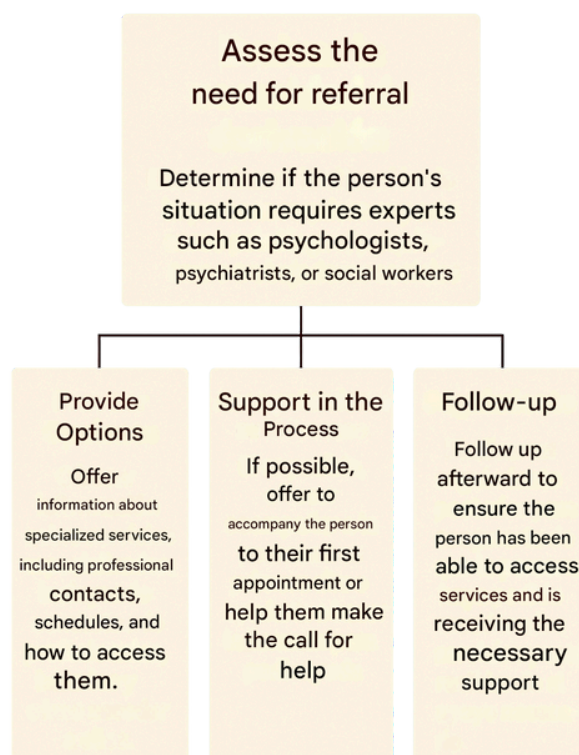 Assess the
need for referral
Determine if the person's
situation requires experts
such as psychologists,
psychiatrists, or social workers
Provide
Options
Offer
information about
specialized services,
including professional
contacts,
schedules, and
how to access
them.
Support in the
Process
If possible,
offer to
accompany the person
to their first
appointment or
help them make
the call for
help
Follow-up
Follow up
afterward to
ensure the
person has been
able to access
services and is
receiving the
necessary
support